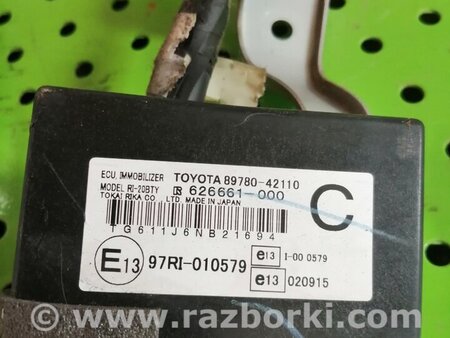 ECU, IMMOBILIZER TOYOTA 89780-42110
MODEL RI-20BTY 626661-000
TOKAI RIKA CO., LTD. MADE IN JAPAN
C
TG611J6NB21694
E13 97RI-010579
e13 I-00 0579
e13 020915
www.razborki.com